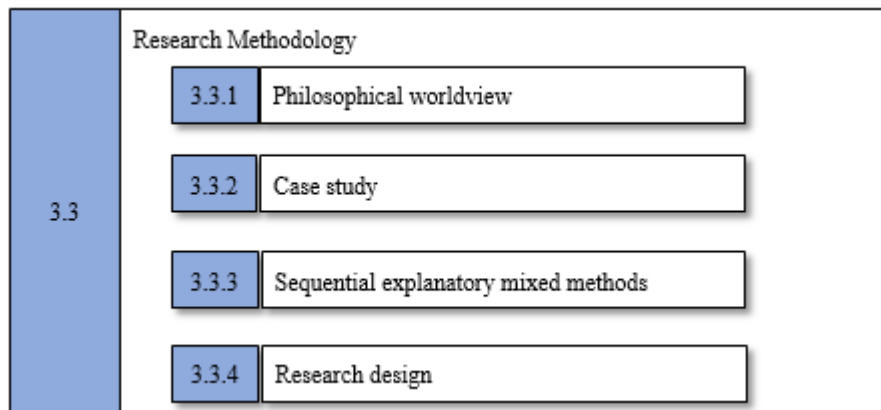 Research Methodology
3.3.1 Philosophical worldview
3.3.2 Case study
3.3
3.3.3 Sequential explanatory mixed methods
3.3.4 Research design